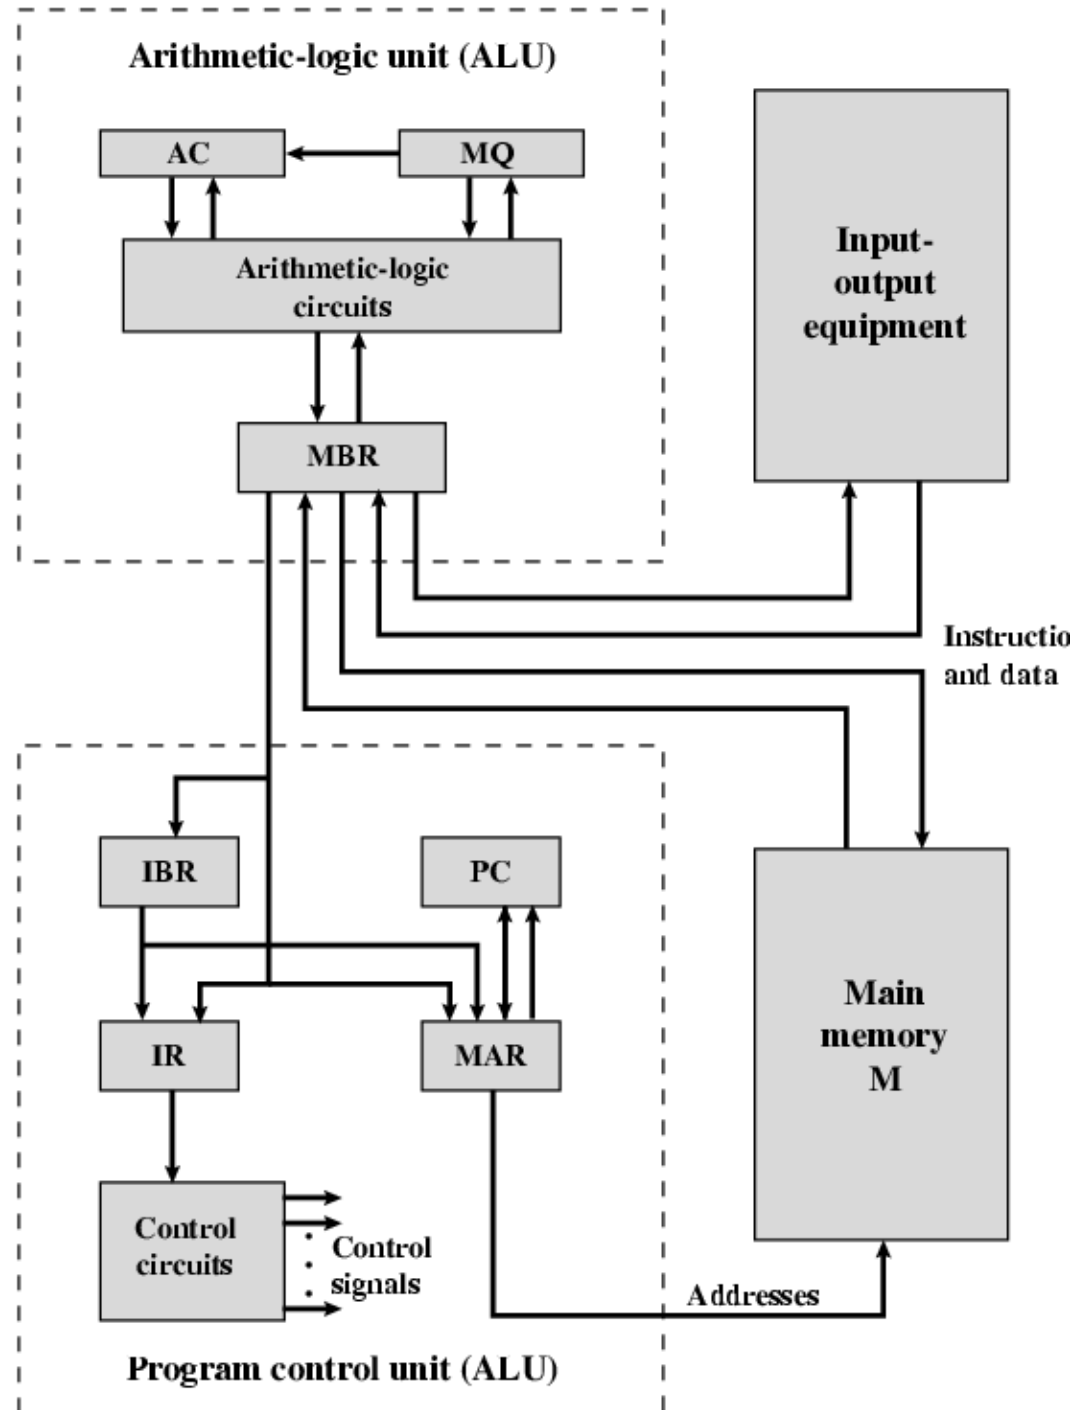 Arithmetic-logic unit (ALU)
AC
MQ
Arithmetic-logic
circuits
MBR
Input-
output
equipment
Instructio
and data
IBR
PC
IR
MAR
Main
memory
M
Control
circuits
Control
signals
Addresses
Program control unit (ALU)